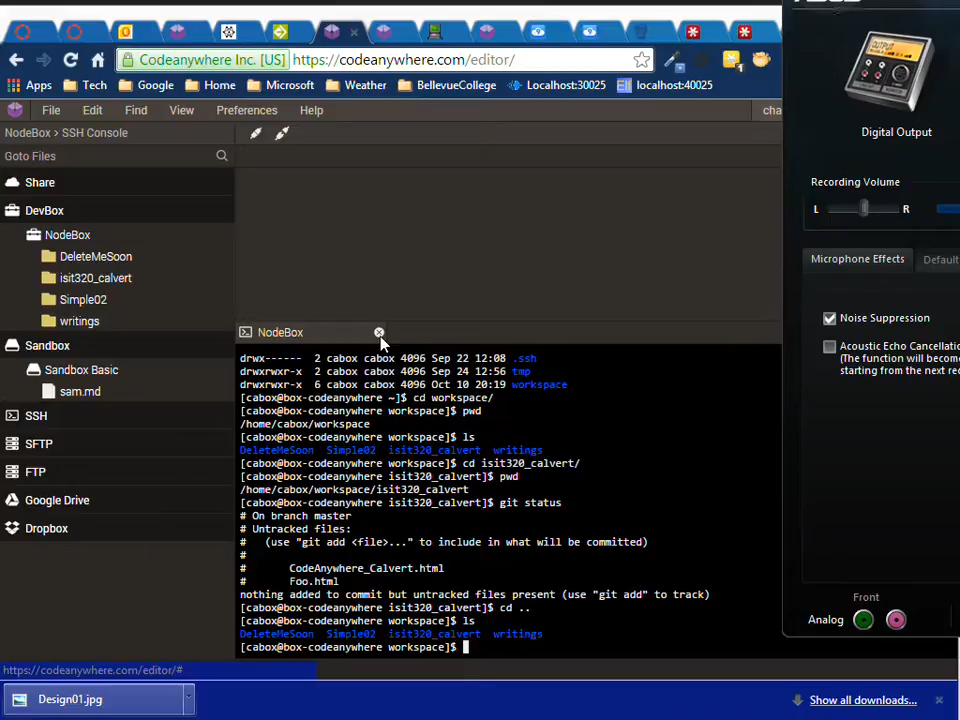 Codeanywhere Inc. [US] https://codeanywhere.com/editor/
Apps Tech Google Home Microsoft Weather BellevueCollege Localhost:30025 localhost:40025
File Edit Find View Preferences Help cha
NodeBox > SSH Console
Goto Files
Share
DevBox
NodeBox
DeleteMeSoon
isit320_calvert
Simple02
writings
Sandbox
Sandbox Basic
sam.md
SSH
SFTP
FTP
Google Drive
Dropbox
NodeBox
drwx------ 2 cabox cabox 4096 Sep 22 12:08 .ssh
drwxrwxr-x 2 cabox cabox 4096 Sep 24 12:56 tmp
drwxrwxr-x 6 cabox cabox 4096 Oct 10 20:19 workspace
[cabox@box-codeanywhere ~]$ cd workspace/
[cabox@box-codeanywhere workspace]$ pwd
/home/cabox/workspace
[cabox@box-codeanywhere workspace]$ ls
DeleteMeSoon Simple02 isit320_calvert writings
[cabox@box-codeanywhere workspace]$ cd isit320_calvert/
[cabox@box-codeanywhere isit320_calvert]$ pwd
/home/cabox/workspace/isit320_calvert
[cabox@box-codeanywhere isit320_calvert]$ git status
# On branch master
# Untracked files:
# (use "git add <file>..." to include in what will be committed)
#
# CodeAnywhere_Calvert.html
# Foo.html
nothing added to commit but untracked files present (use "git add" to track)
[cabox@box-codeanywhere isit320_calvert]$ cd ..
[cabox@box-codeanywhere workspace]$ ls
DeleteMeSoon Simple02 isit320_calvert writings
[cabox@box-codeanywhere workspace]$
https://codeanywhere.com/editor/#
Design01.jpg
Show all downloads...
OUTPUT
Digital Output
Recording Volume
L R
Microphone Effects Default
Noise Suppression
Acoustic Echo Cancellatio
(The function will become
starting from the next rec
Front
Analog